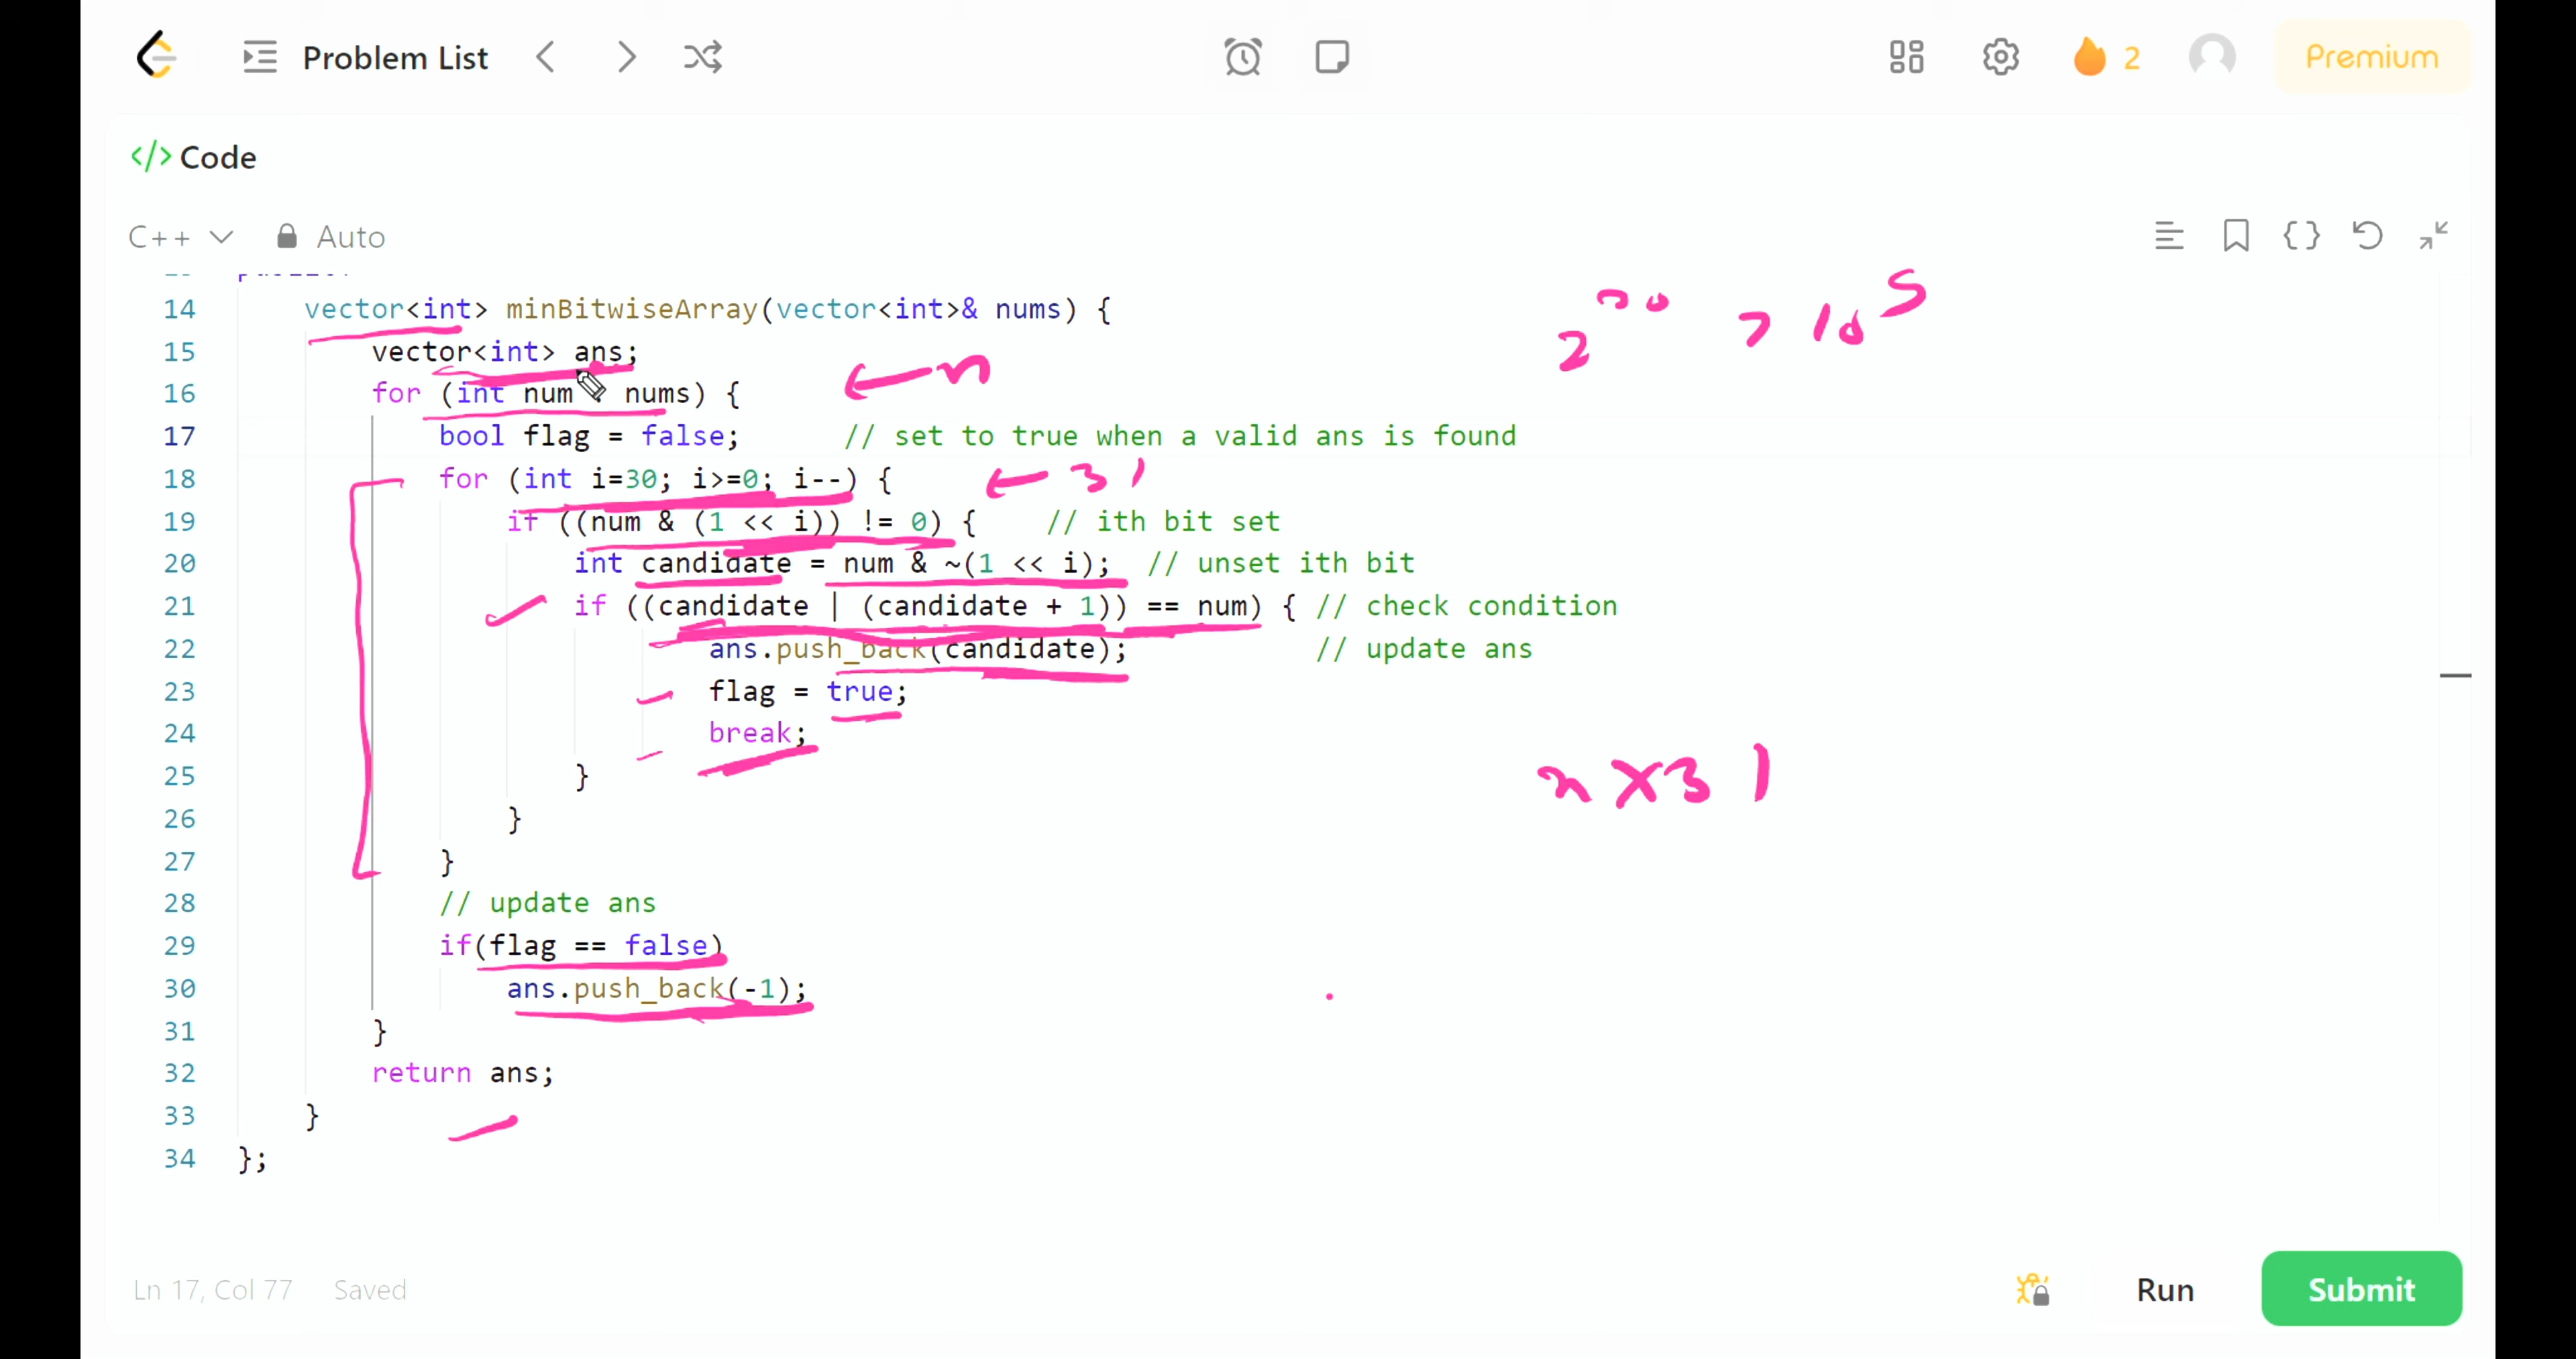 Problem List
2
Premium
</> Code
C++ Auto
14 vector<int> minBitwiseArray(vector<int>& nums) {
15 vector<int> ans;
16 for (int num : nums) {
17 bool flag = false; // set to true when a valid ans is found
18 for (int i=30; i>=0; i--) {
19 if ((num & (1 << i)) != 0) { // ith bit set
20 int candidate = num & ~(1 << i); // unset ith bit
21 if ((candidate | (candidate + 1)) == num) { // check condition
22 ans.push_back(candidate); // update ans
23 flag = true;
24 break;
25 }
26 }
27 }
28 // update ans
29 if(flag == false)
30 ans.push_back(-1);
31 }
32 return ans;
33 }
34 };
n
31
n x 31
Ln 17, Col 77 Saved
Run
Submit